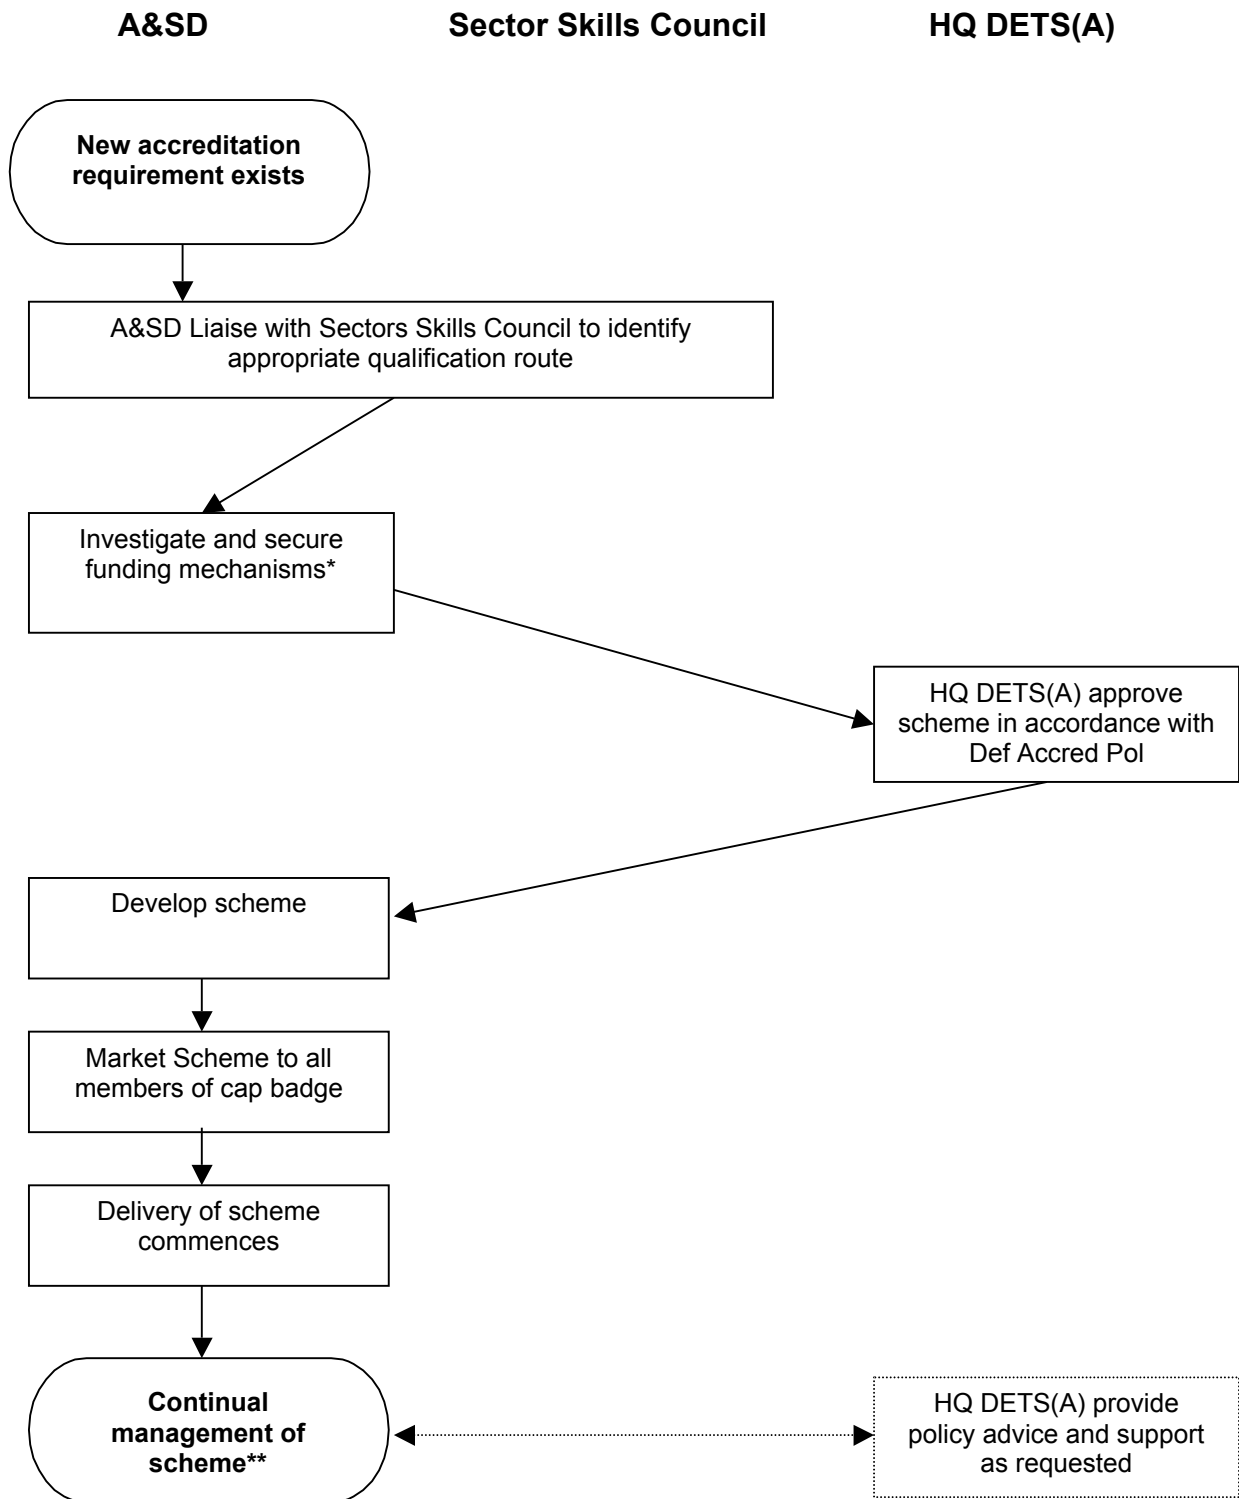 A&SD Sector Skills Council HQ DETS(A)
New accreditation
requirement exists
A&SD Liaise with Sectors Skills Council to identify
appropriate qualification route
Investigate and secure
funding mechanisms*
HQ DETS(A) approve
scheme in accordance with
Def Accred Pol
Develop scheme
Market Scheme to all
members of cap badge
Delivery of scheme
commences
Continual
management of
scheme**
HQ DETS(A) provide
policy advice and support
as requested